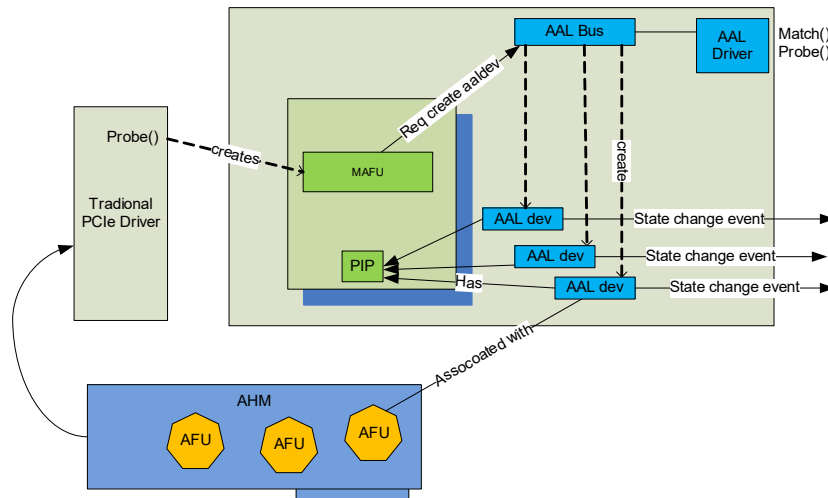 AAL Bus
AAL
Driver
Match()
Probe()
Req create aaldev
Probe()
creates
MAFU
create
Tradional
PCIe Driver
AAL dev
State change event
AAL dev
State change event
PIP
Has
AAL dev
State change event
Assocoated with
AHM
AFU
AFU
AFU